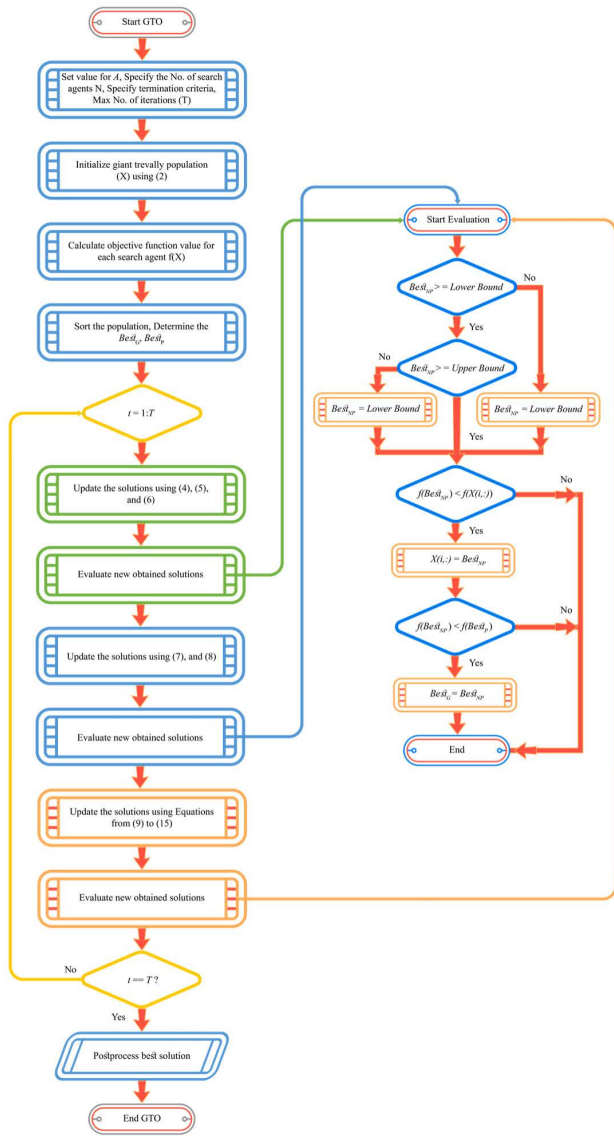 Start GTO
Set value for A, Specify the No. of search
agents N, Specify termination criteria,
Max No. of iterations (T)
Initialize giant trevally population
(X) using (2)
Calculate objective function value for
each search agent f(X)
Sort the population, Determine the
Best_G, Best_P
t = 1:T
Update the solutions using (4), (5),
and (6)
Evaluate new obtained solutions
Update the solutions using (7), and (8)
Evaluate new obtained solutions
Update the solutions using Equations
from (9) to (15)
Evaluate new obtained solutions
No
t == T ?
Yes
Postprocess best solution
End GTO
Start Evaluation
Best_NP > = Lower Bound
No
Yes
No
Best_NP > = Upper Bound
Best_NP = Lower Bound
Best_NP = Lower Bound
Yes
f(Best_NP) < f(X(i,:))
No
Yes
X(i,:) = Best_NP
f(Best_NP) < f(Best_P)
No
Yes
Best_G = Best_NP
End